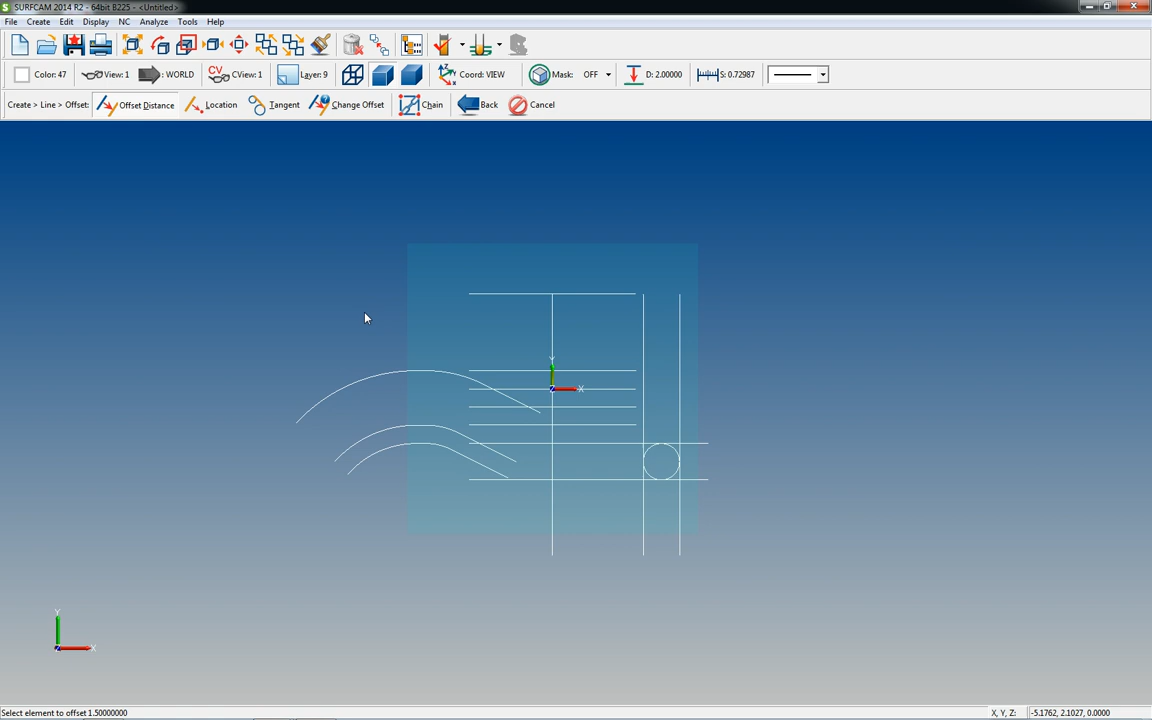 SURFCAM 2014 R2 - 64bit B225 - <Untitled>
File Create Edit Display NC Analyze Tools Help
Color: 47 View: 1 : WORLD CV CView: 1 Layer: 9 Coord: VIEW Mask: OFF D: 2.00000 S: 0.72987
Create > Line > Offset: Offset Distance Location Tangent Change Offset Chain Back Cancel
Y
X
Y
X
Select element to offset 1.50000000 X, Y, Z: -5.1762, 2.1027, 0.0000